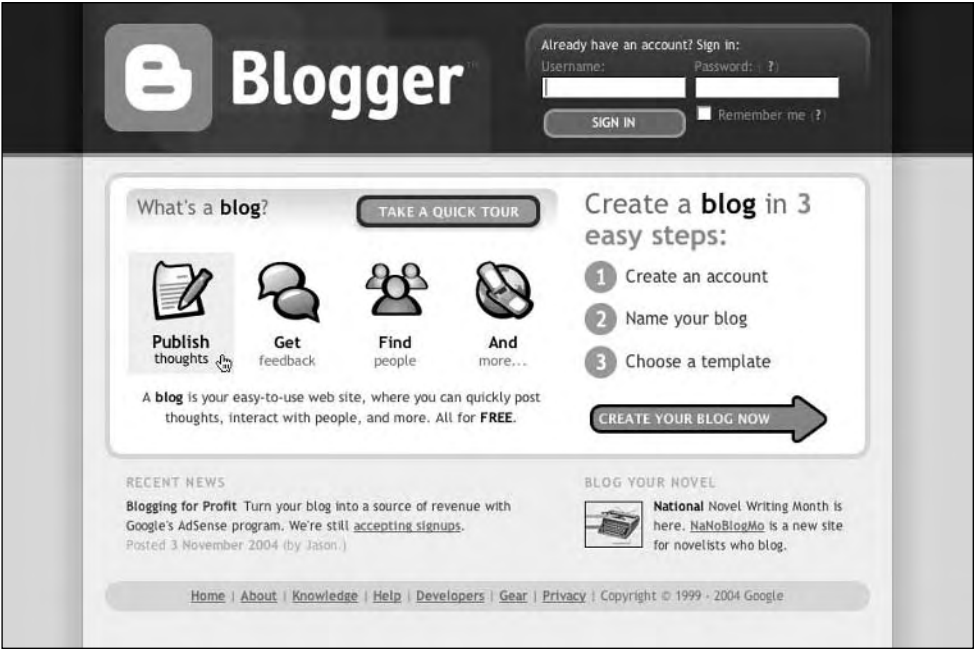 Blogger™
Already have an account? Sign in:
Username:
Password: (?)
SIGN IN
Remember me (?)
What's a blog?
TAKE A QUICK TOUR
Publish
thoughts
Get
feedback
Find
people
And
more...
A blog is your easy-to-use web site, where you can quickly post
thoughts, interact with people, and more. All for FREE.
Create a blog in 3
easy steps:
1 Create an account
2 Name your blog
3 Choose a template
CREATE YOUR BLOG NOW
RECENT NEWS
Blogging for Profit Turn your blog into a source of revenue with
Google's AdSense program. We're still accepting signups.
Posted 3 November 2004 (by Jason.)
BLOG YOUR NOVEL
National Novel Writing Month is
here. NaNoBlogMo is a new site
for novelists who blog.
Home | About | Knowledge | Help | Developers | Gear | Privacy | Copyright © 1999 - 2004 Google